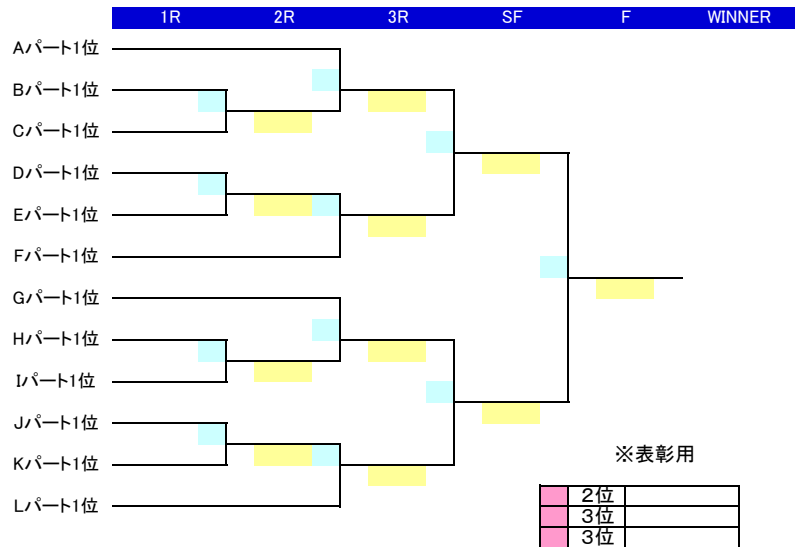 1R 2R 3R SF F WINNER
Aパート1位
Bパート1位
Cパート1位
Dパート1位
Eパート1位
Fパート1位
Gパート1位
Hパート1位
Iパート1位
Jパート1位
Kパート1位
Lパート1位
※表彰用
2位
3位
3位